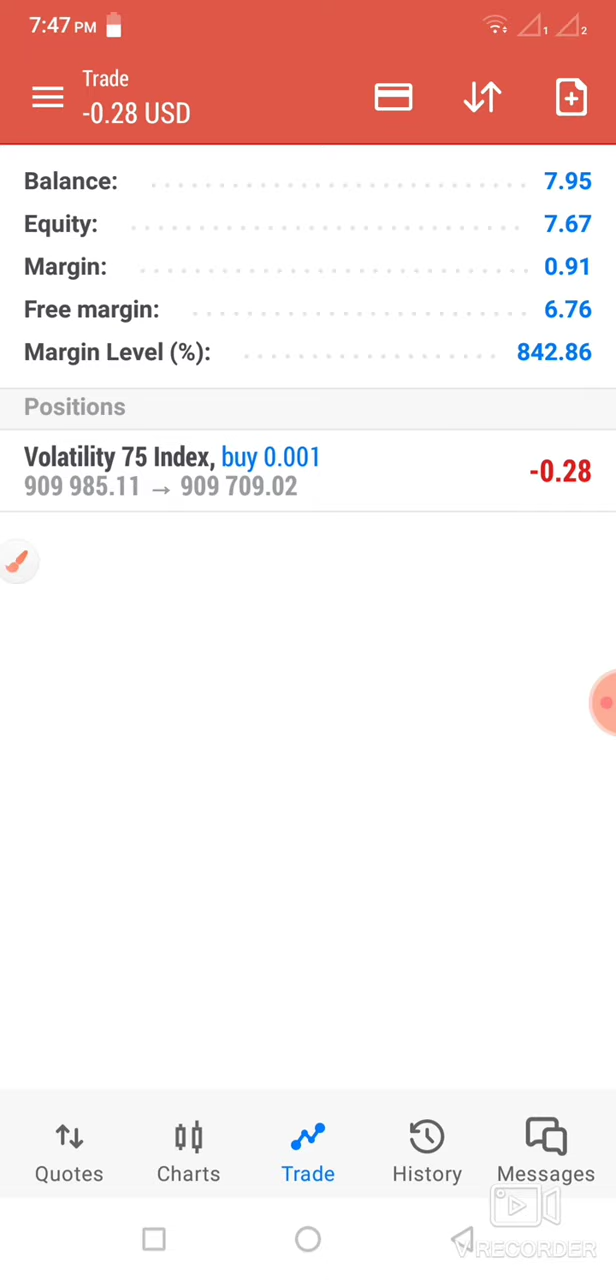 7:47 PM
1
2
Trade
-0.28 USD
Balance: 7.95
Equity: 7.67
Margin: 0.91
Free margin: 6.76
Margin Level (%): 842.86
Positions
Volatility 75 Index, buy 0.001
909 985.11 → 909 709.02
-0.28
Quotes
Charts
Trade
History
Messages
V RECORDER